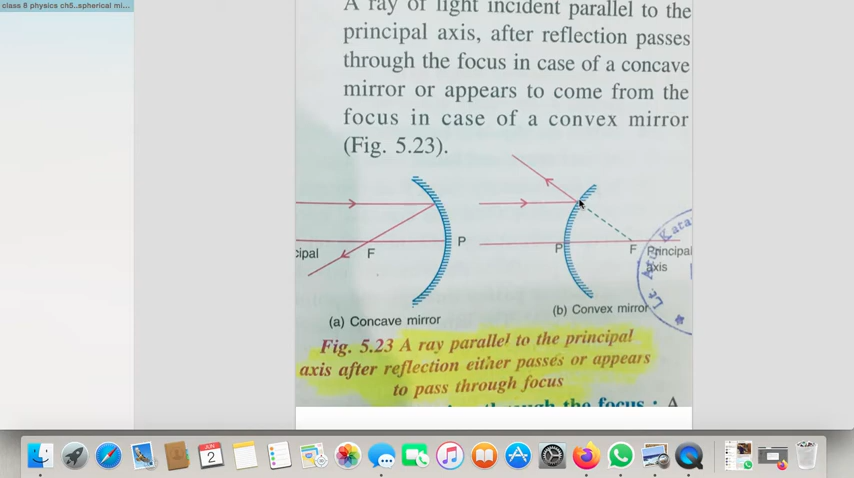 class 8 physics ch5..spherical mi...
A ray of light incident parallel to the
principal axis, after reflection passes
through the focus in case of a concave
mirror or appears to come from the
focus in case of a convex mirror
(Fig. 5.23).
P
cipal
F
P
F
Principal
axis
Kata
(a) Concave mirror
(b) Convex mirror
Fig. 5.23 A ray parallel to the principal
axis after reflection either passes or appears
to pass through focus
the focus : A
JUN
2